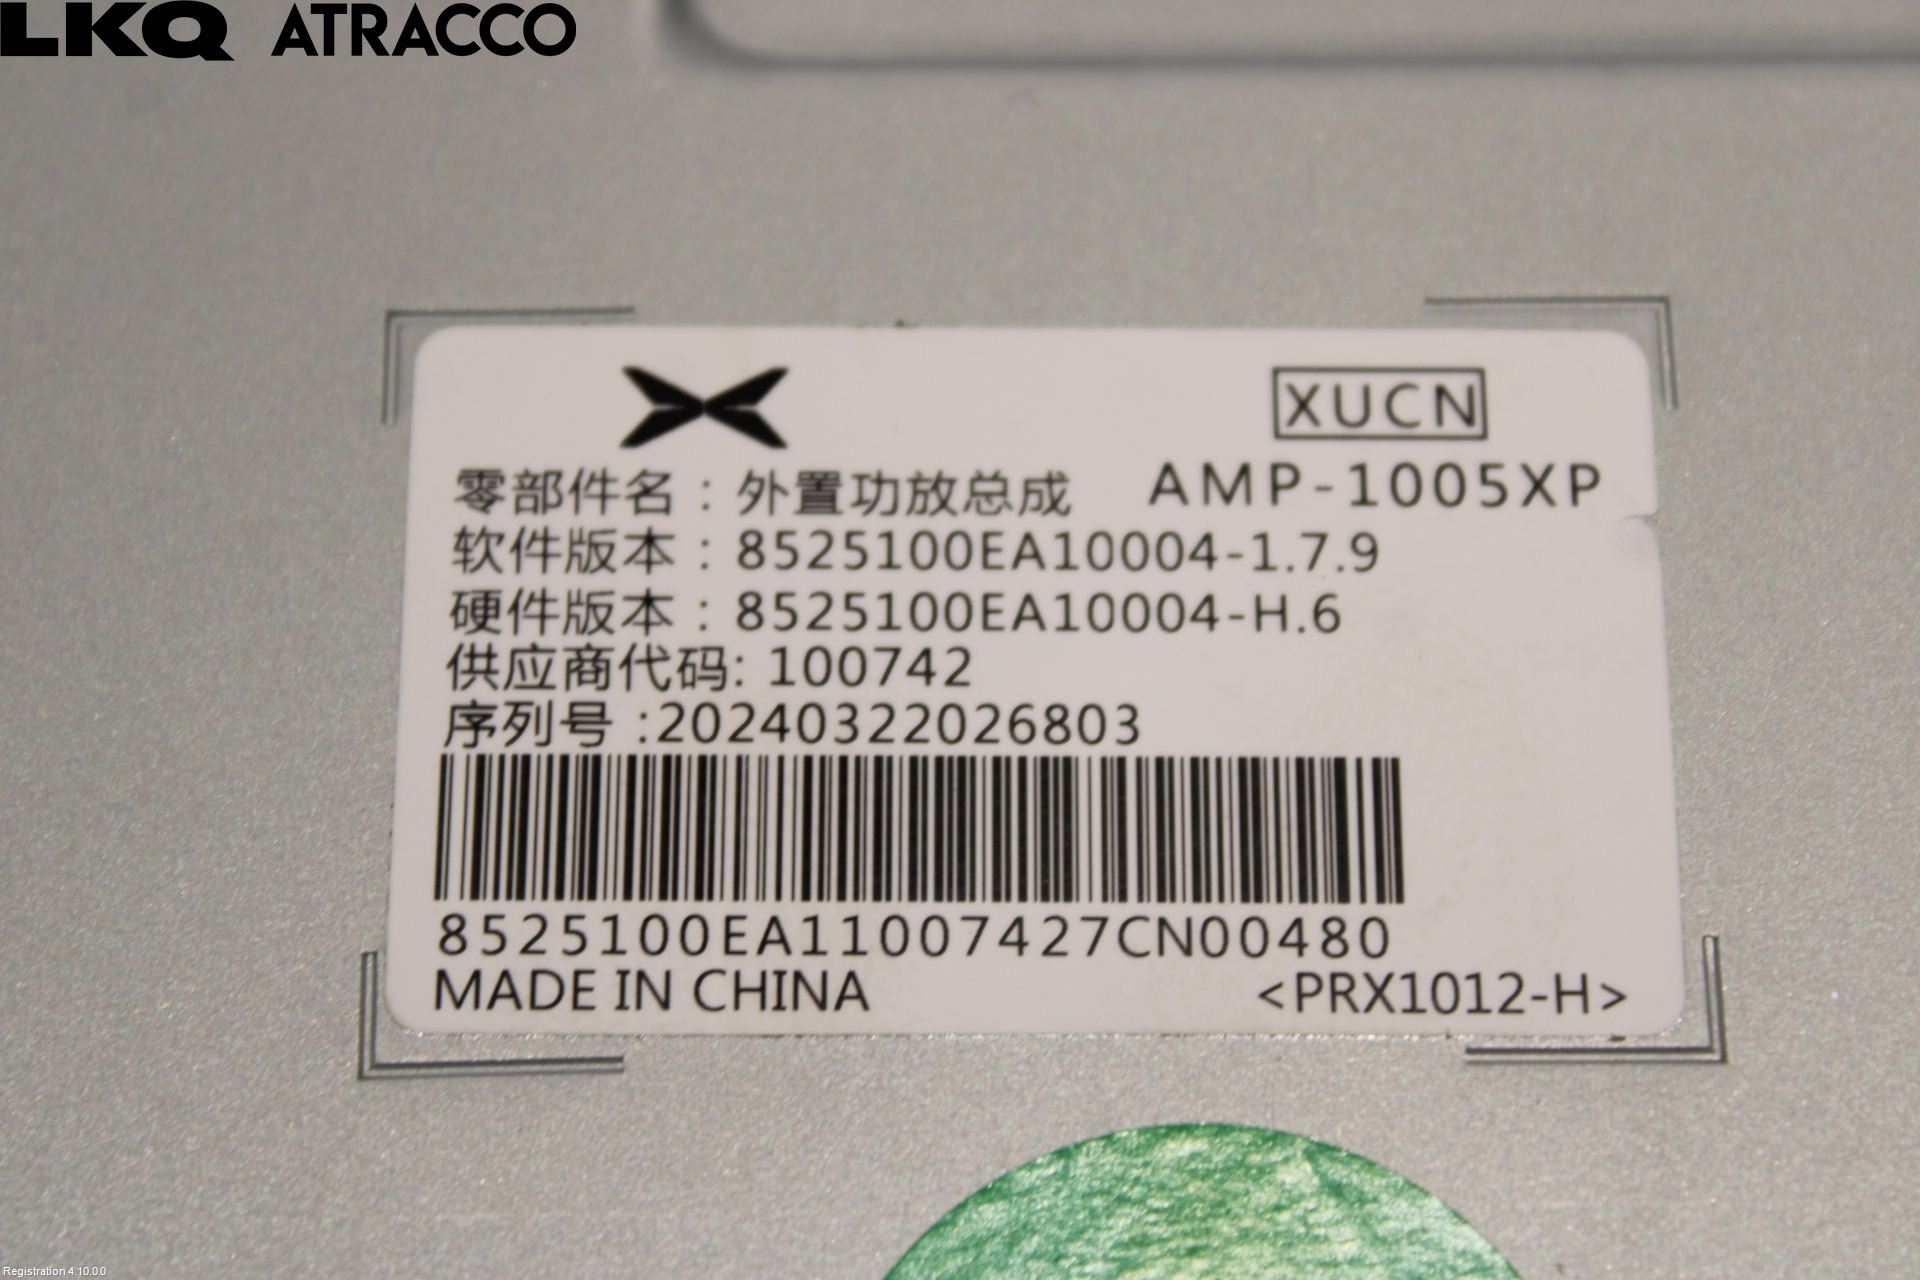 LKQ ATRACCO
XUCN
零部件名：外置功放总成 AMP-1005XP
软件版本：8525100EA10004-1.7.9
硬件版本：8525100EA10004-H.6
供应商代码: 100742
序列号 :20240322026803
8525100EA11007427CN00480
MADE IN CHINA <PRX1012-H>
Registration 4.10.0.0